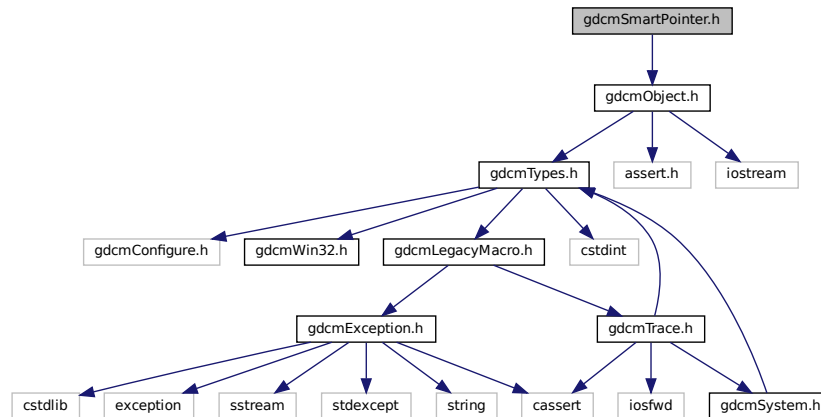 gdcmSmartPointer.h
gdcmObject.h
gdcmTypes.h
assert.h
iostream
gdcmConfigure.h
gdcmWin32.h
gdcmLegacyMacro.h
cstdint
gdcmException.h
gdcmTrace.h
cstdlib
exception
sstream
stdexcept
string
cassert
iosfwd
gdcmSystem.h